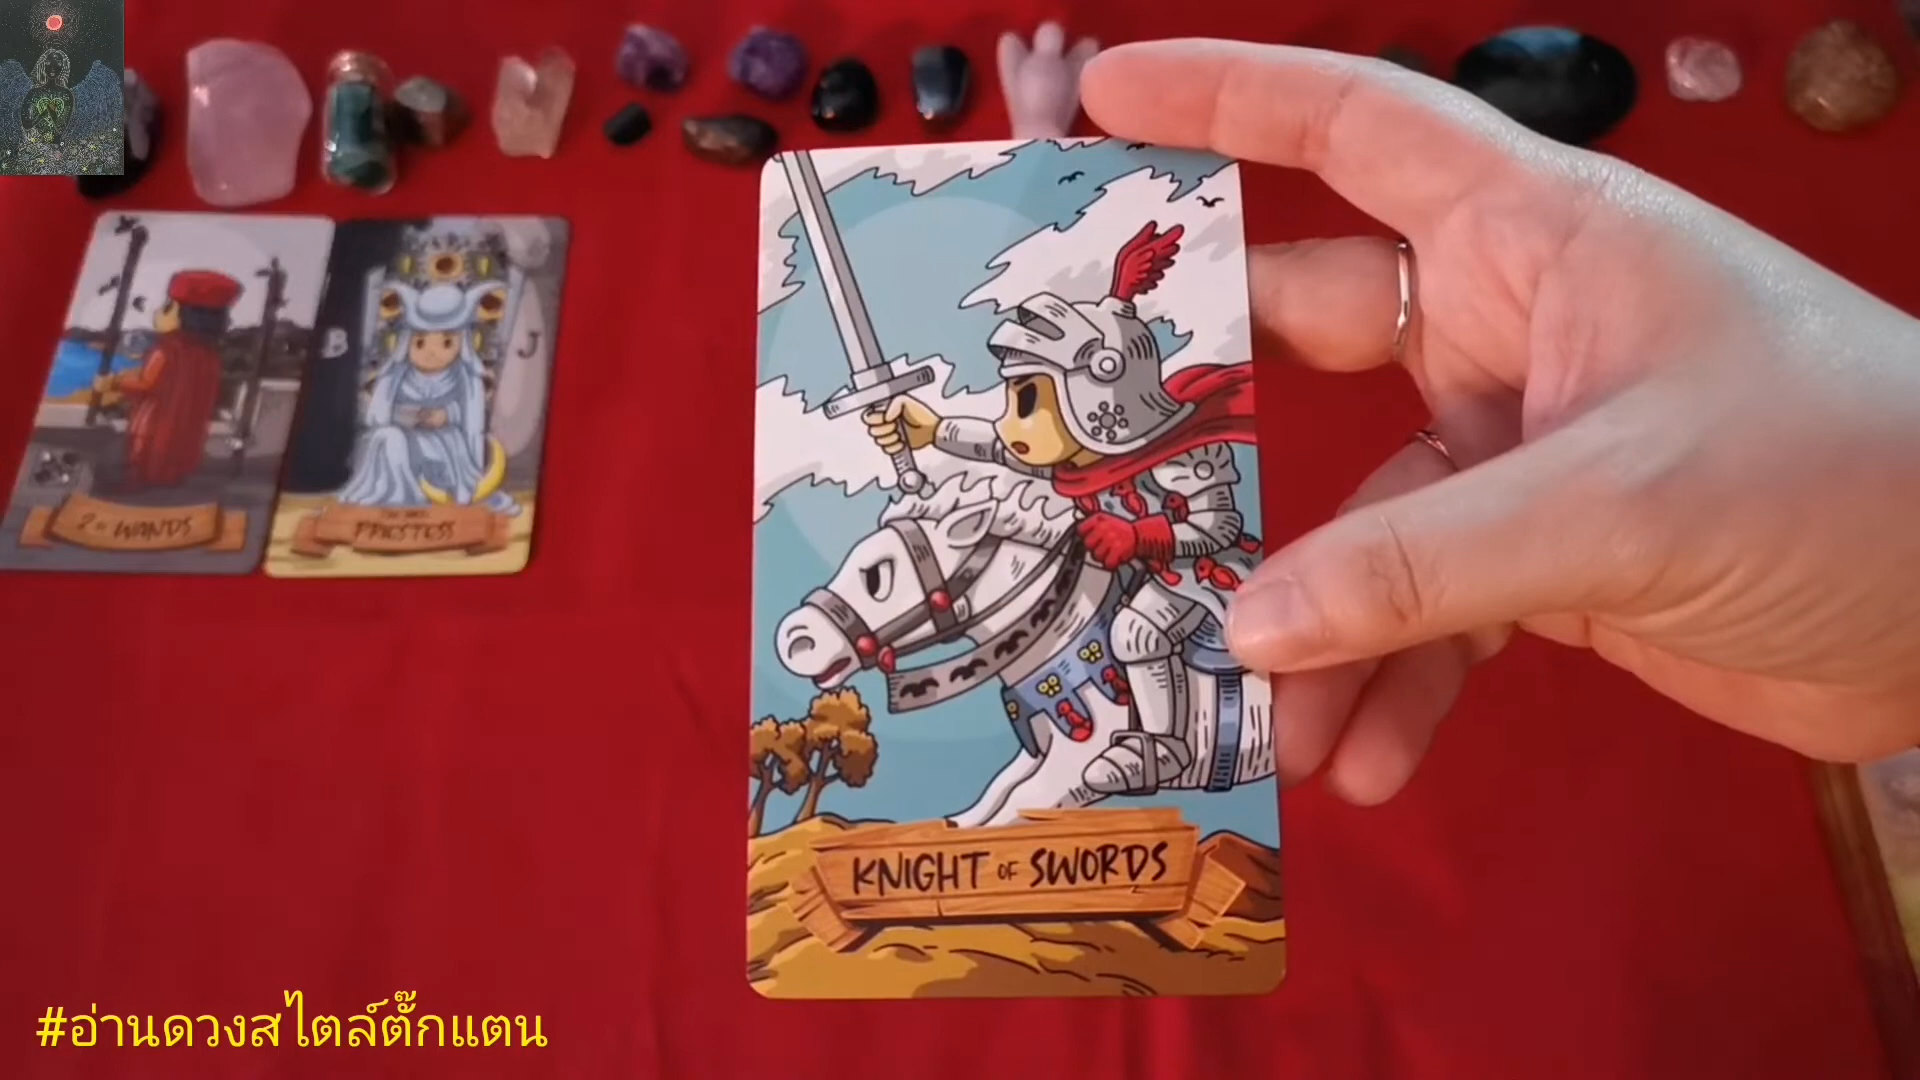 B
J
2 OF WANDS
PRIESTESS
KNIGHT OF SWORDS
#อ่านดวงสไตล์ตั๊กแตน